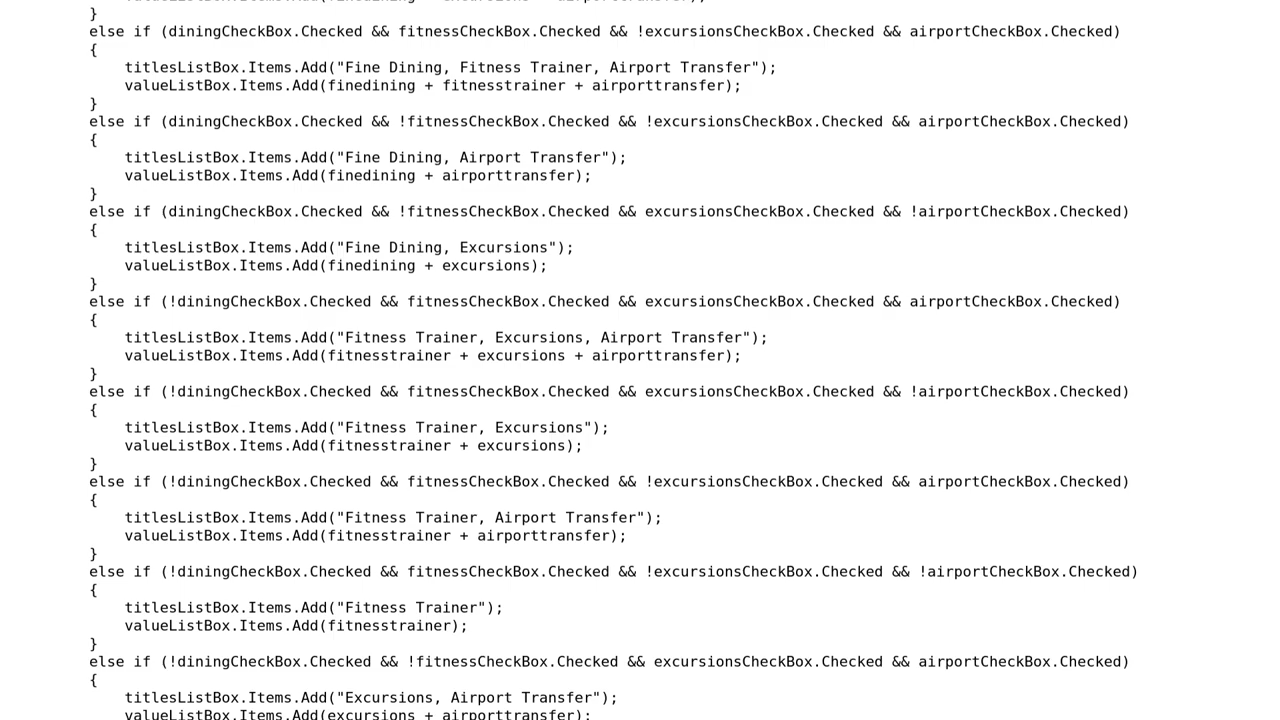 valueListBox.Items.Add(finedining + excursions + airporttransfer);
}
else if (diningCheckBox.Checked && fitnessCheckBox.Checked && !excursionsCheckBox.Checked && airportCheckBox.Checked)
{
titlesListBox.Items.Add("Fine Dining, Fitness Trainer, Airport Transfer");
valueListBox.Items.Add(finedining + fitnesstrainer + airporttransfer);
}
else if (diningCheckBox.Checked && !fitnessCheckBox.Checked && !excursionsCheckBox.Checked && airportCheckBox.Checked)
{
titlesListBox.Items.Add("Fine Dining, Airport Transfer");
valueListBox.Items.Add(finedining + airporttransfer);
}
else if (diningCheckBox.Checked && !fitnessCheckBox.Checked && excursionsCheckBox.Checked && !airportCheckBox.Checked)
{
titlesListBox.Items.Add("Fine Dining, Excursions");
valueListBox.Items.Add(finedining + excursions);
}
else if (!diningCheckBox.Checked && fitnessCheckBox.Checked && excursionsCheckBox.Checked && airportCheckBox.Checked)
{
titlesListBox.Items.Add("Fitness Trainer, Excursions, Airport Transfer");
valueListBox.Items.Add(fitnesstrainer + excursions + airporttransfer);
}
else if (!diningCheckBox.Checked && fitnessCheckBox.Checked && excursionsCheckBox.Checked && !airportCheckBox.Checked)
{
titlesListBox.Items.Add("Fitness Trainer, Excursions");
valueListBox.Items.Add(fitnesstrainer + excursions);
}
else if (!diningCheckBox.Checked && fitnessCheckBox.Checked && !excursionsCheckBox.Checked && airportCheckBox.Checked)
{
titlesListBox.Items.Add("Fitness Trainer, Airport Transfer");
valueListBox.Items.Add(fitnesstrainer + airporttransfer);
}
else if (!diningCheckBox.Checked && fitnessCheckBox.Checked && !excursionsCheckBox.Checked && !airportCheckBox.Checked)
{
titlesListBox.Items.Add("Fitness Trainer");
valueListBox.Items.Add(fitnesstrainer);
}
else if (!diningCheckBox.Checked && !fitnessCheckBox.Checked && excursionsCheckBox.Checked && airportCheckBox.Checked)
{
titlesListBox.Items.Add("Excursions, Airport Transfer");
valueListBox.Items.Add(excursions + airporttransfer);